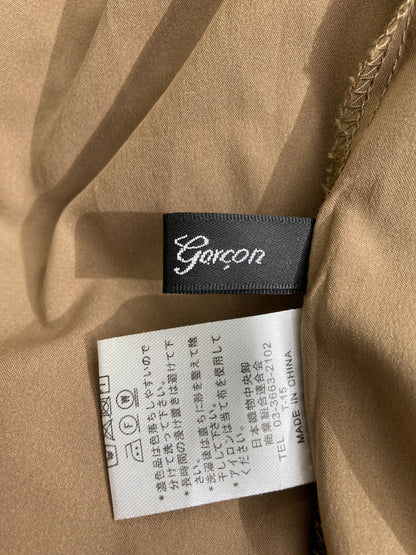 garçon
*濃色品は色落ちしやすいので
分けて洗って下さい。
*長時間の浸け置きは避けて下
さい。
*洗濯後は直ちに形を整えて陰
干しして下さい。
*アイロンは当て布を使用して
ください。
日本織物中央卸
商業組合連合会
TEL 03-3663-2102
T-15
MADE IN CHINA